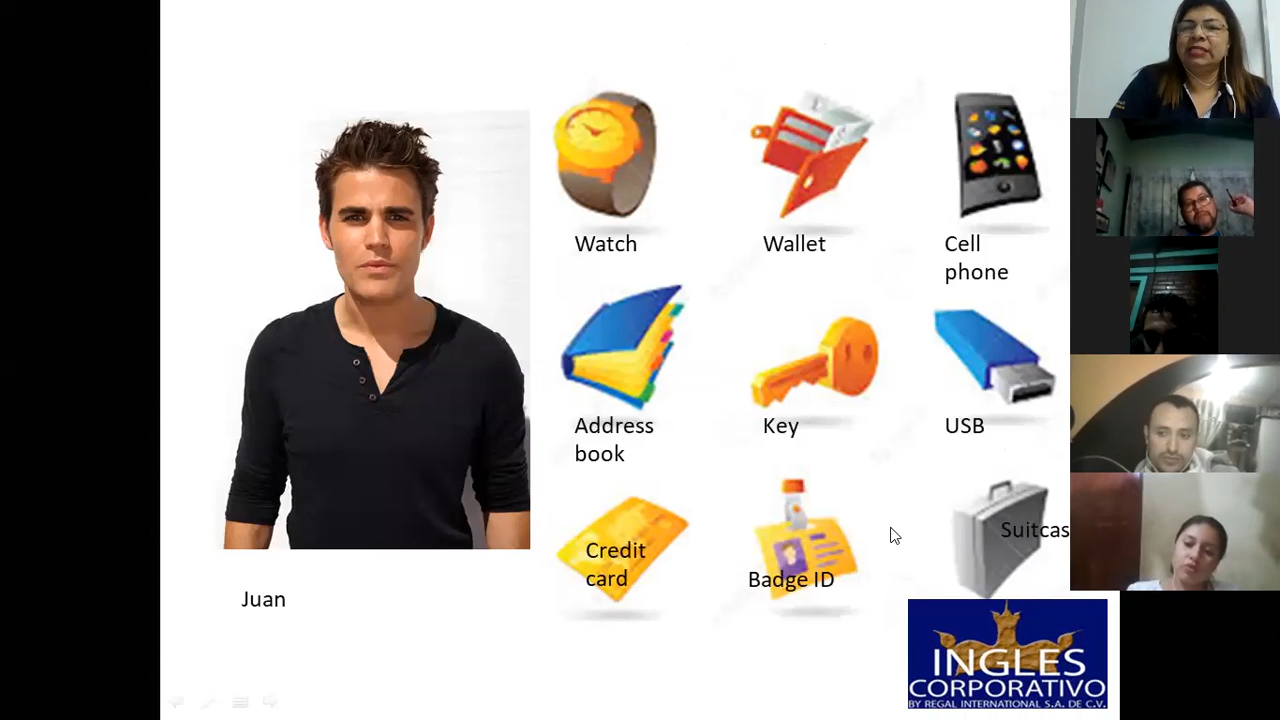 Watch
Wallet
Cell
phone
Address
book
Key
USB
Credit
card
Badge ID
Suitcas
Juan
INGLES
CORPORATIVO
BY REGAL INTERNATIONAL S.A. DE C.V.